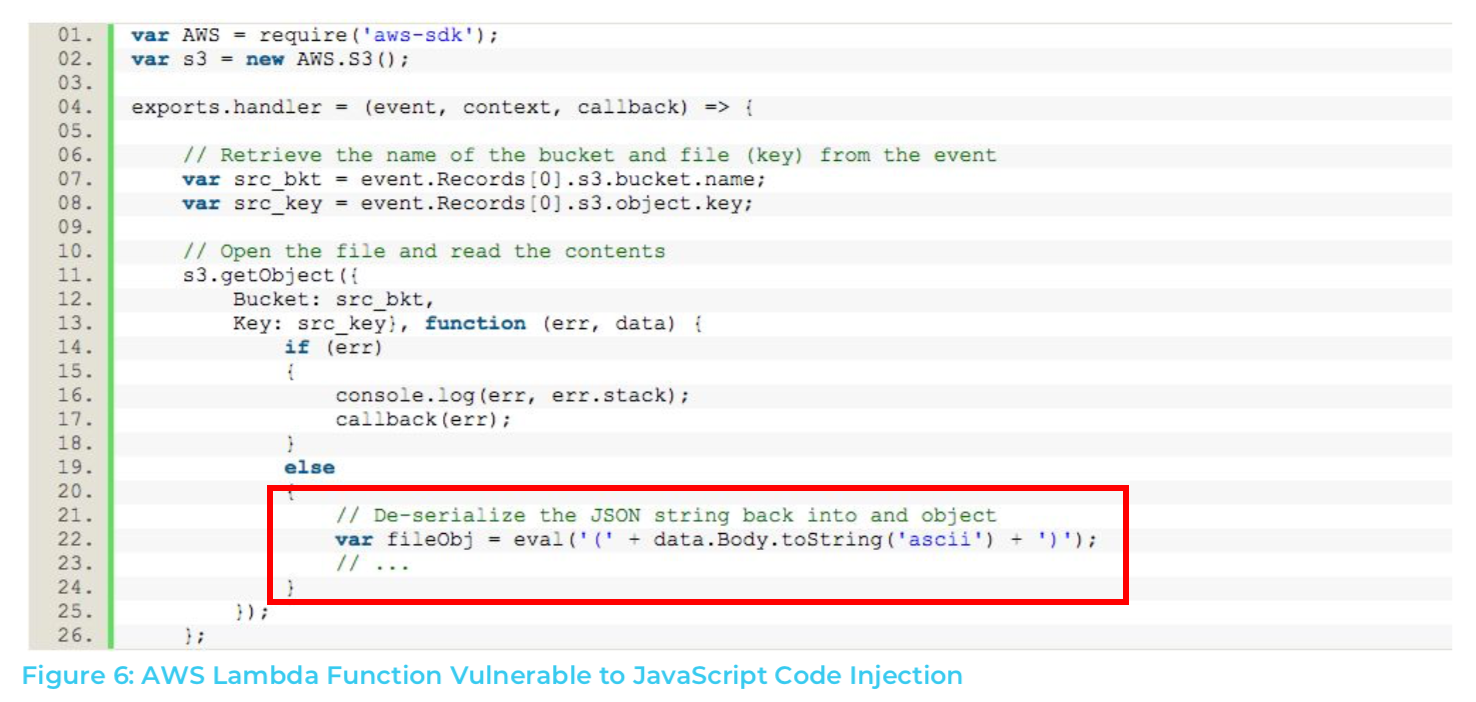 01. var AWS = require('aws-sdk');
02. var s3 = new AWS.S3();
03.
04. exports.handler = (event, context, callback) => {
05.
06.     // Retrieve the name of the bucket and file (key) from the event
07.     var src_bkt = event.Records[0].s3.bucket.name;
08.     var src_key = event.Records[0].s3.object.key;
09.
10.     // Open the file and read the contents
11.     s3.getObject({
12.         Bucket: src_bkt,
13.         Key: src_key}, function (err, data) {
14.             if (err)
15.             {
16.                 console.log(err, err.stack);
17.                 callback(err);
18.             }
19.             else
20.             {
21.                 // De-serialize the JSON string back into and object
22.                 var fileObj = eval('(' + data.Body.toString('ascii') + ')');
23.                 // ...
24.             }
25.         });
26.     };
Figure 6: AWS Lambda Function Vulnerable to JavaScript Code Injection